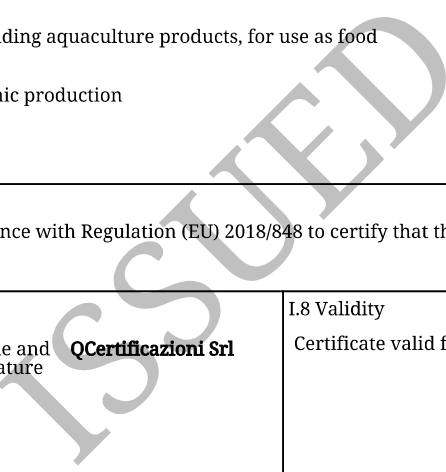 ding aquaculture products, for use as food
nic production
nce with Regulation (EU) 2018/848 to certify that th
I.8 Validity
e and QCertificazioni Srl
Certificate valid f
ature
ISSUED